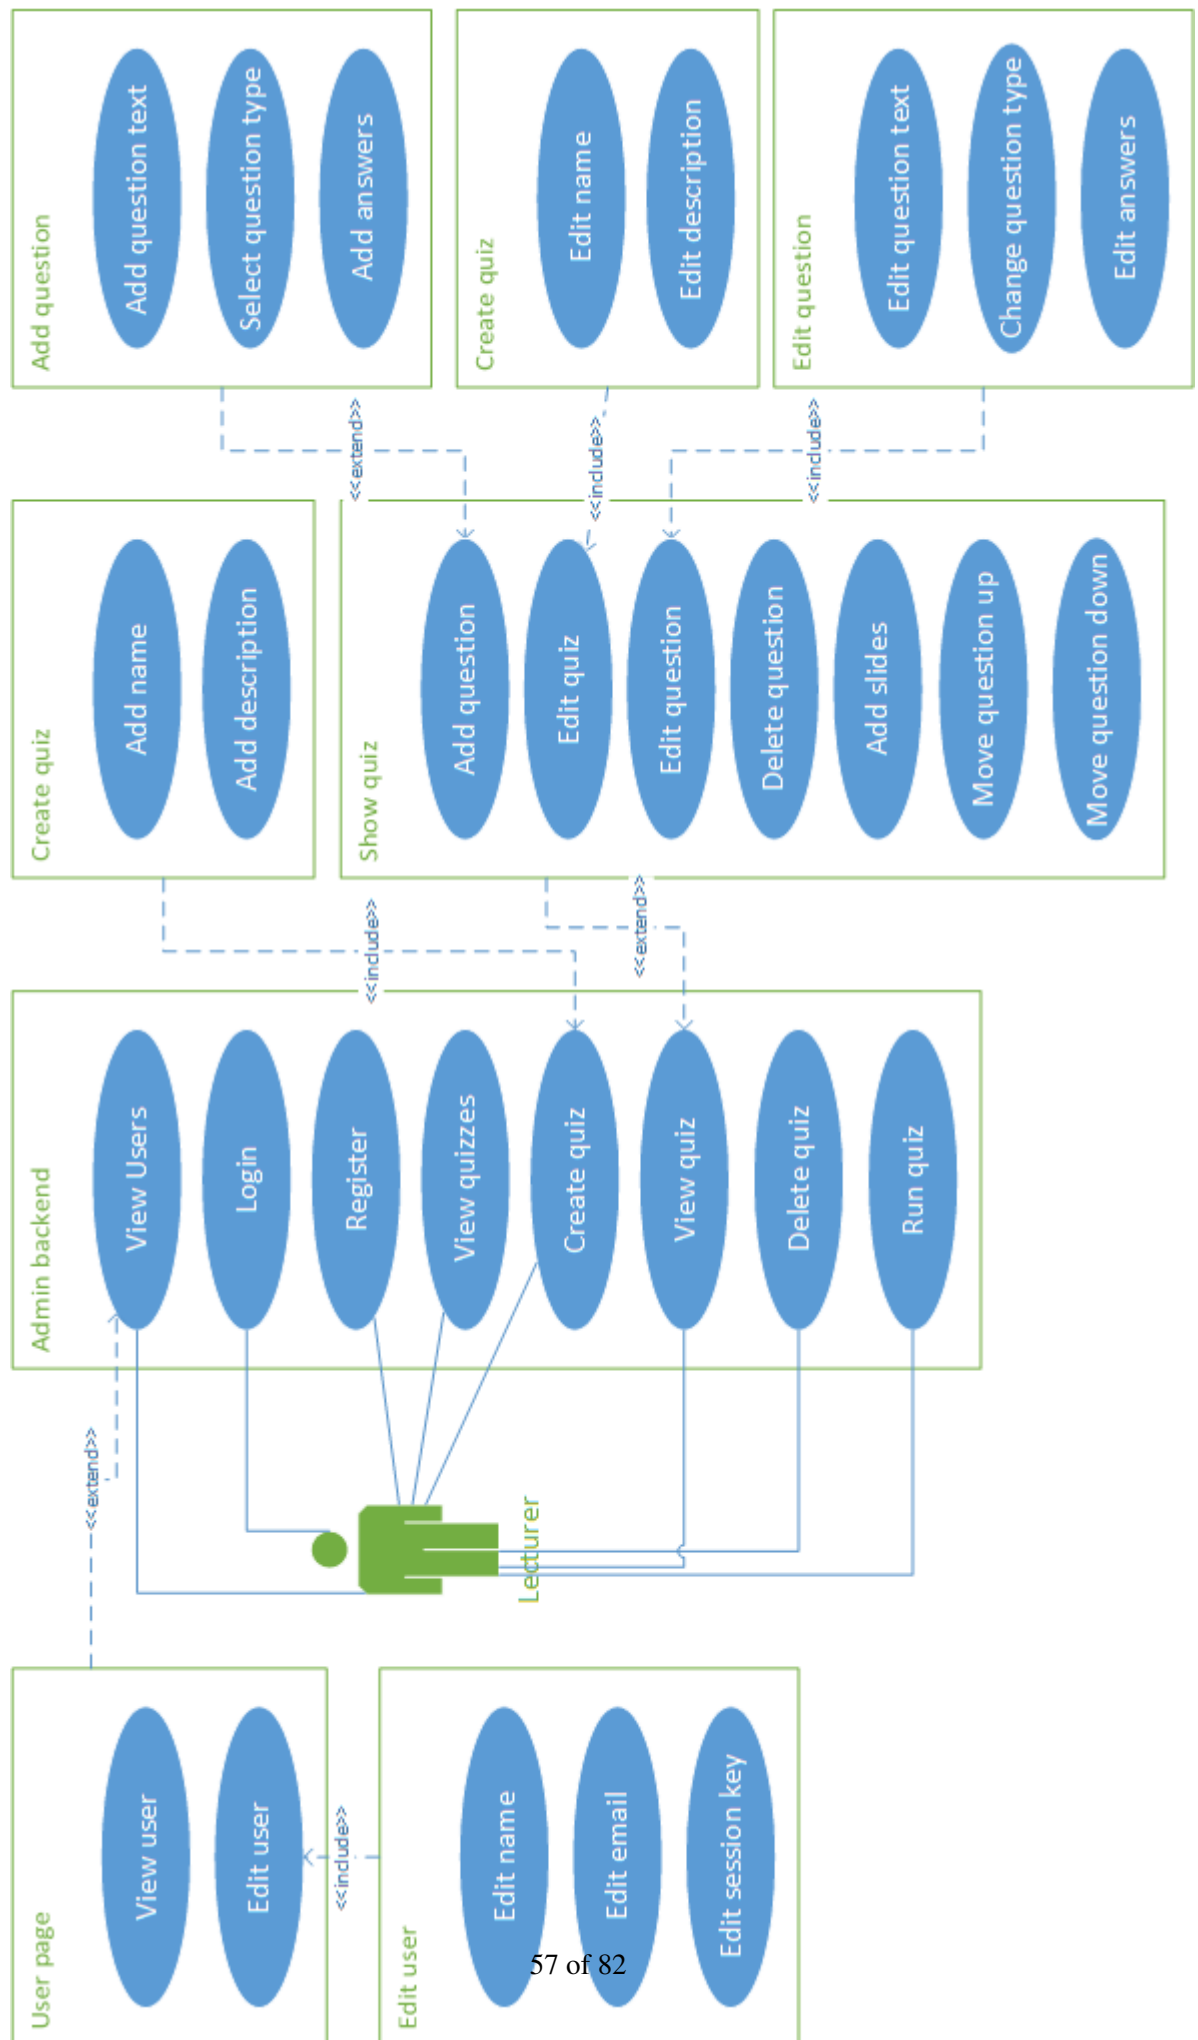 User page
View user
Edit user
<<include>>
Edit user
Edit name
Edit email
Edit session key
<<extend>>
Lecturer
Admin backend
View Users
Login
Register
View quizzes
Create quiz
View quiz
Delete quiz
Run quiz
<<include>>
<<extend>>
Create quiz
Add name
Add description
Show quiz
Add question
Edit quiz
Edit question
Delete question
Add slides
Move question up
Move question down
<<extend>>
<<include>>
<<include>>
Add question
Add question text
Select question type
Add answers
Create quiz
Edit name
Edit description
Edit question
Edit question text
Change question type
Edit answers
57 of 82